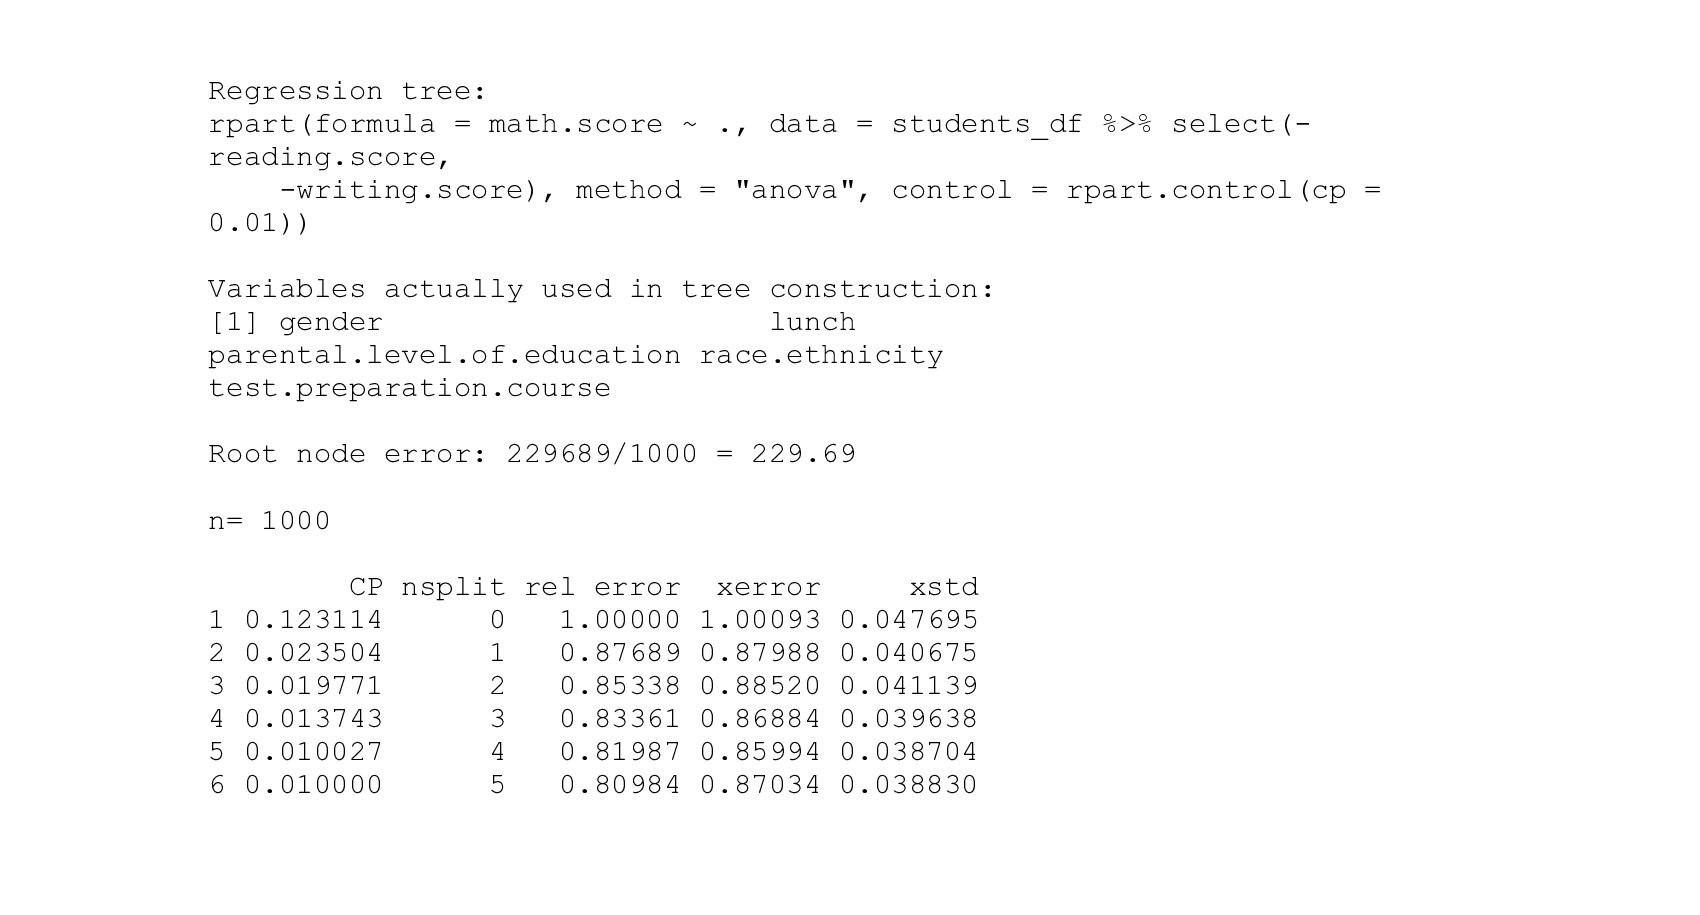 Regression tree:
rpart(formula = math.score ~ ., data = students_df %>% select(-
reading.score,
    -writing.score), method = "anova", control = rpart.control(cp =
0.01))

Variables actually used in tree construction:
[1] gender                      lunch
parental.level.of.education race.ethnicity
test.preparation.course

Root node error: 229689/1000 = 229.69

n= 1000

        CP nsplit rel error  xerror     xstd
1 0.123114      0   1.00000 1.00093 0.047695
2 0.023504      1   0.87689 0.87988 0.040675
3 0.019771      2   0.85338 0.88520 0.041139
4 0.013743      3   0.83361 0.86884 0.039638
5 0.010027      4   0.81987 0.85994 0.038704
6 0.010000      5   0.80984 0.87034 0.038830